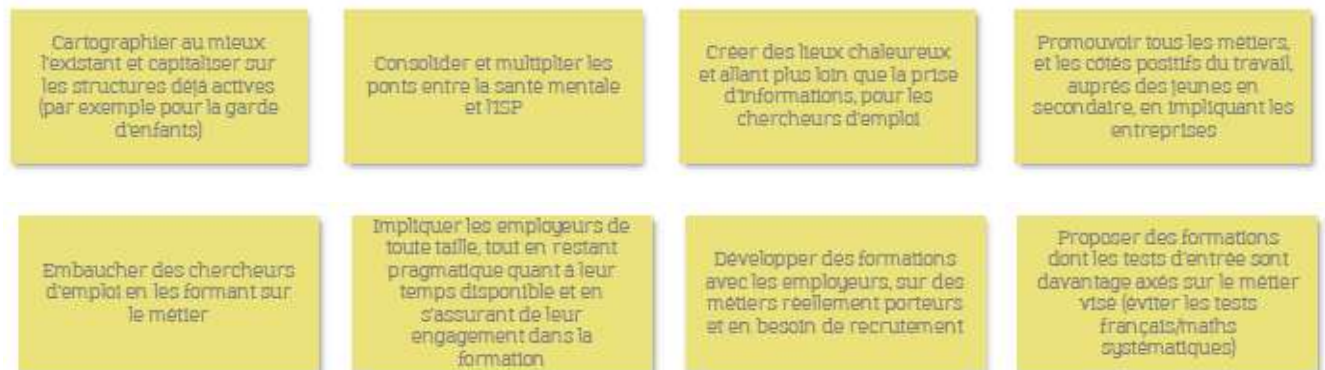 Cartographier au mieux
l'existant et capitaliser sur
les structures déjà actives
(par exemple pour la garde
d'enfants)
Consolider et multiplier les
ponts entre la santé mentale
et l'ISP
Créer des lieux chaleureux
et allant plus loin que la prise
d'informations, pour les
chercheurs d'emploi
Promouvoir tous les métiers,
et les côtés positifs du travail,
auprès des jeunes en
secondaire, en impliquant les
entreprises
Embaucher des chercheurs
d'emploi en les formant sur
le métier
Impliquer les employeurs de
toute taille, tout en restant
pragmatique quant à leur
temps disponible et en
s'assurant de leur
engagement dans la
formation
Développer des formations
avec les employeurs, sur des
métiers réellement porteurs
et en besoin de recrutement
Proposer des formations
dont les tests d'entrée sont
davantage axés sur le métier
visé (éviter les tests
français/maths
systématiques)